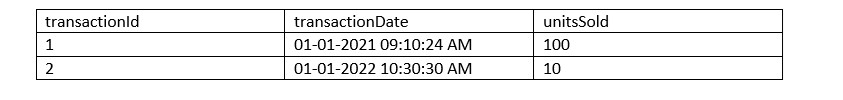 transactionId transactionDate unitsSold
1 01-01-2021 09:10:24 AM 100
2 01-01-2022 10:30:30 AM 10